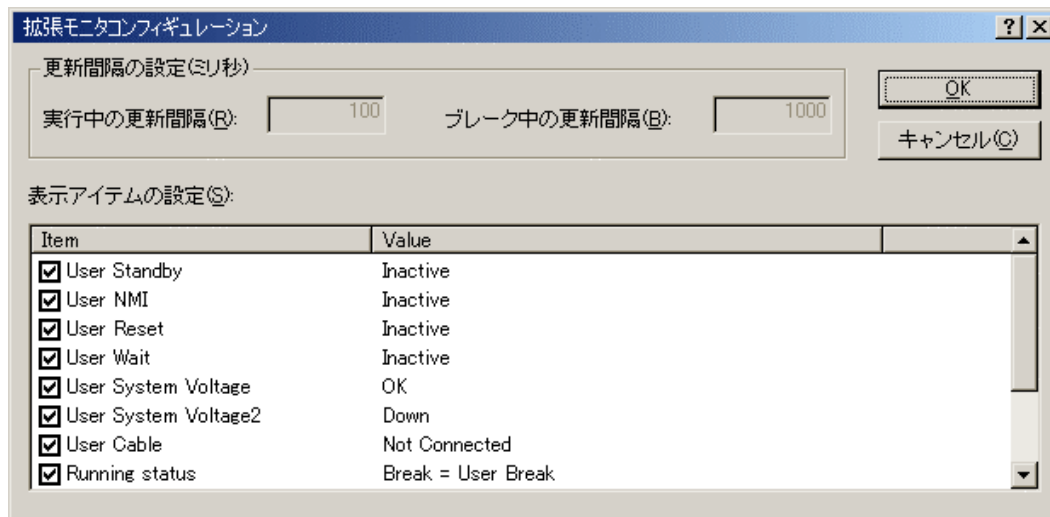 拡張モニタコンフィギュレーション
更新間隔の設定(ミリ秒)
実行中の更新間隔(R): 100 ブレーク中の更新間隔(B): 1000
OK
キャンセル(C)
表示アイテムの設定(S):
Item Value
User Standby Inactive
User NMI Inactive
User Reset Inactive
User Wait Inactive
User System Voltage OK
User System Voltage2 Down
User Cable Not Connected
Running status Break = User Break